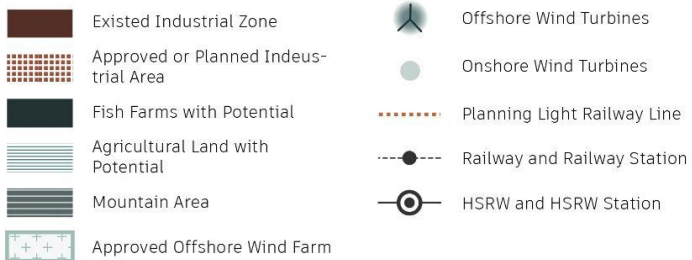 Existed Industrial Zone
Approved or Planned Indeus-
trial Area
Fish Farms with Potential
Agricultural Land with
Potential
Mountain Area
Approved Offshore Wind Farm
Offshore Wind Turbines
Onshore Wind Turbines
Planning Light Railway Line
Railway and Railway Station
HSRW and HSRW Station